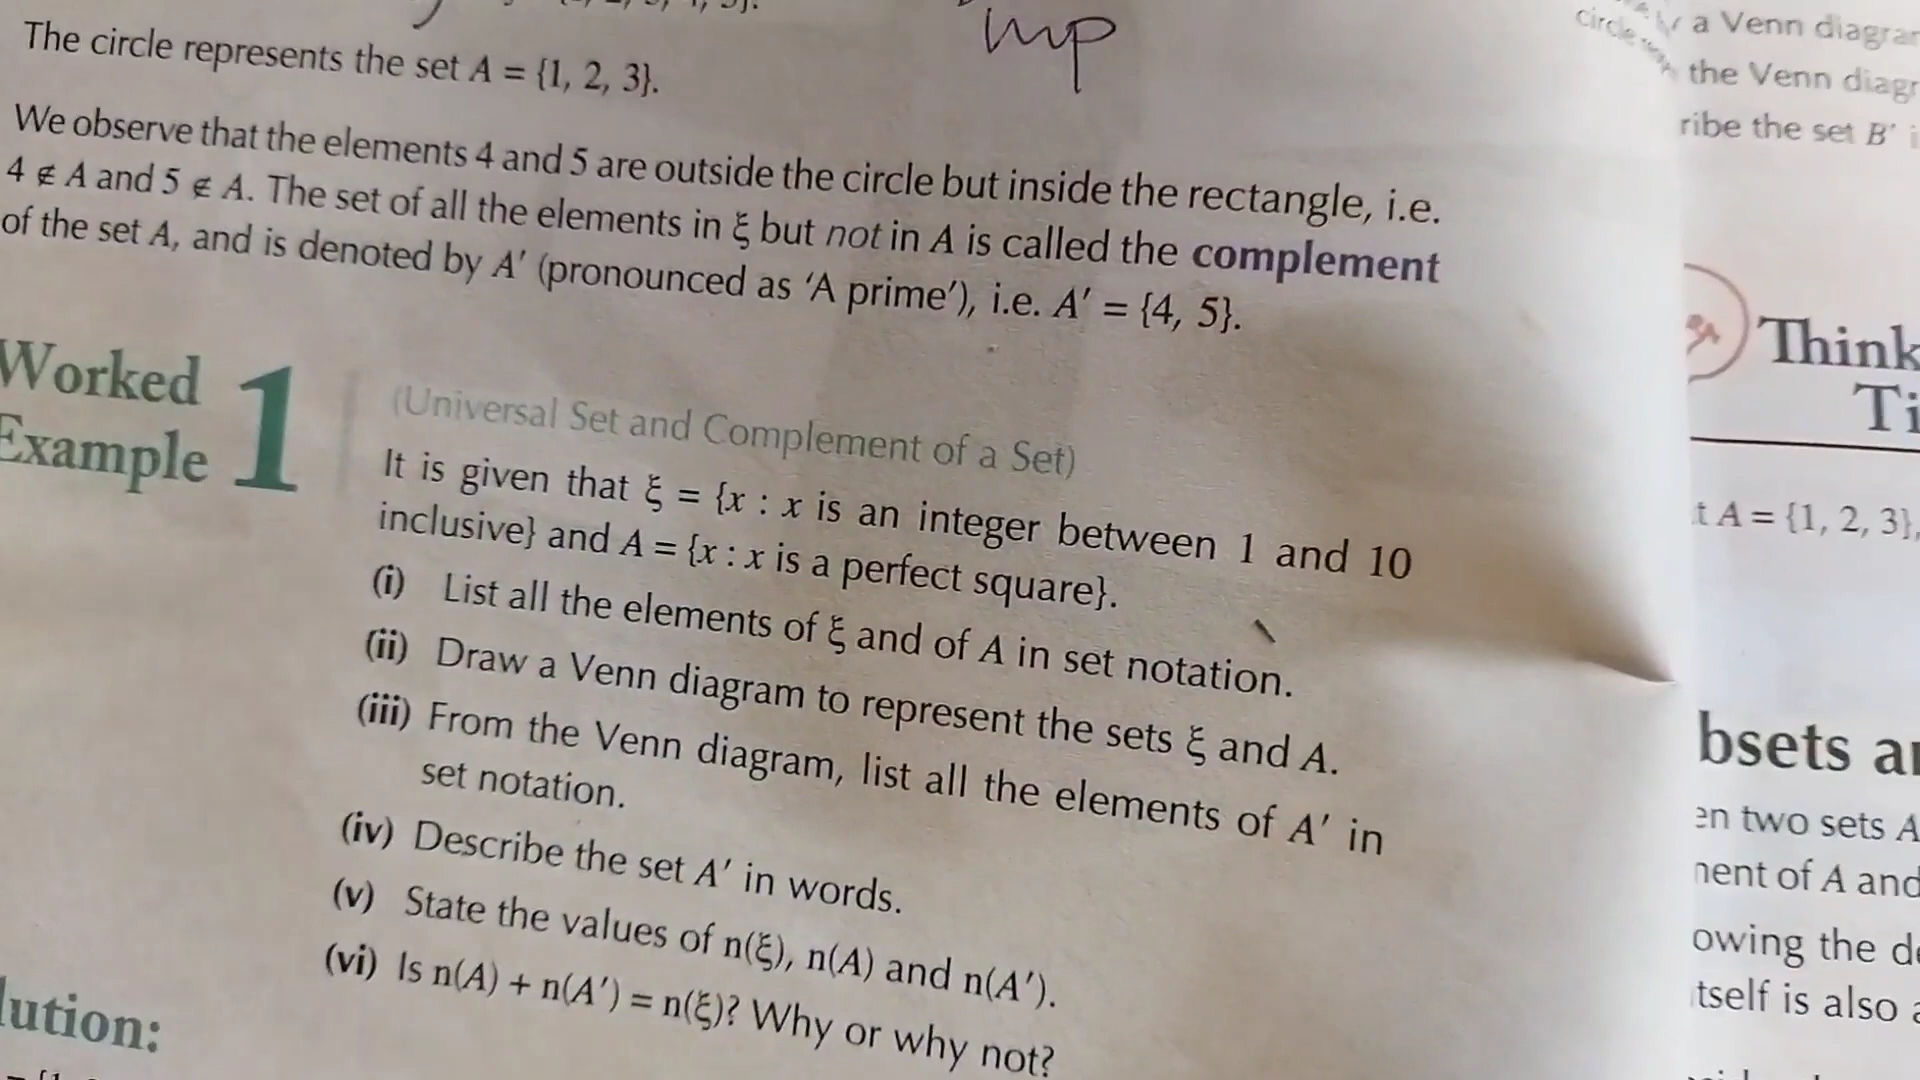 mp
The circle represents the set A = {1, 2, 3}.
We observe that the elements 4 and 5 are outside the circle but inside the rectangle, i.e.
4 ∉ A and 5 ∉ A. The set of all the elements in ξ but not in A is called the complement
of the set A, and is denoted by A′ (pronounced as ‘A prime’), i.e. A′ = {4, 5}.
Worked
Example 1
(Universal Set and Complement of a Set)
It is given that ξ = {x : x is an integer between 1 and 10
inclusive} and A = {x : x is a perfect square}.
(i) List all the elements of ξ and of A in set notation.
(ii) Draw a Venn diagram to represent the sets ξ and A.
(iii) From the Venn diagram, list all the elements of A′ in
set notation.
(iv) Describe the set A′ in words.
(v) State the values of n(ξ), n(A) and n(A′).
(vi) Is n(A) + n(A′) = n(ξ)? Why or why not?
lution:
a Venn diagra
circle
the Venn diagr
ribe the set B′
Think
Ti
t A = {1, 2, 3},
bsets a
en two sets A
nent of A and
owing the d
tself is also